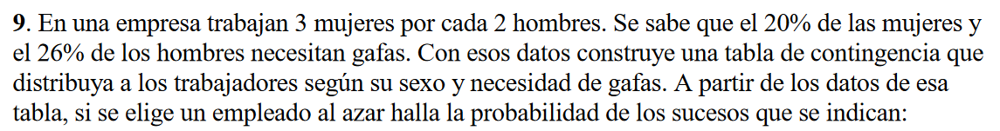 9. En una empresa trabajan 3 mujeres por cada 2 hombres. Se sabe que el 20% de las mujeres y
el 26% de los hombres necesitan gafas. Con esos datos construye una tabla de contingencia que
distribuya a los trabajadores según su sexo y necesidad de gafas. A partir de los datos de esa
tabla, si se elige un empleado al azar halla la probabilidad de los sucesos que se indican: